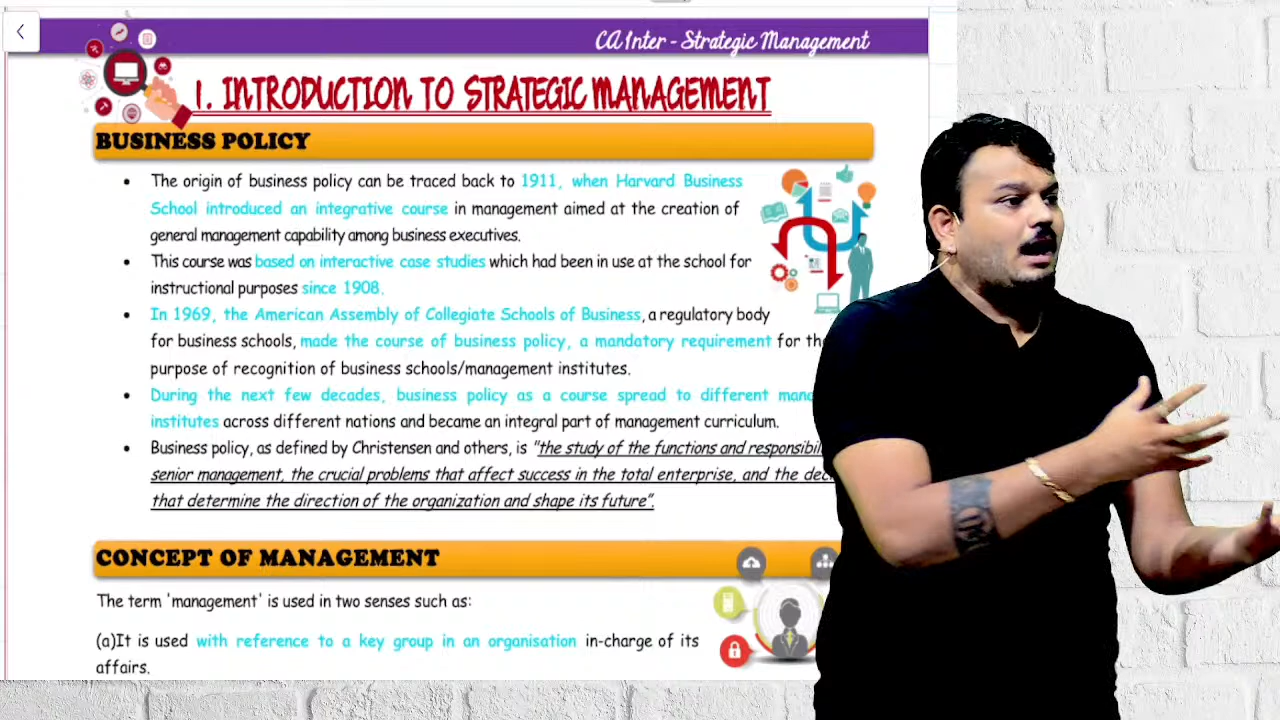 CA Inter - Strategic Management
1. INTRODUCTION TO STRATEGIC MANAGEMENT
BUSINESS POLICY
• The origin of business policy can be traced back to 1911, when Harvard Business
School introduced an integrative course in management aimed at the creation of
general management capability among business executives.
• This course was based on interactive case studies which had been in use at the school for
instructional purposes since 1908.
• In 1969, the American Assembly of Collegiate Schools of Business, a regulatory body
for business schools, made the course of business policy, a mandatory requirement for
purpose of recognition of business schools/management institutes.
• During the next few decades, business policy as a course spread to different
institutes across different nations and became an integral part of management curriculum.
• Business policy, as defined by Christensen and others, is "the study of the functions and
senior management, the crucial problems that affect success in the total enterprise, and the
that determine the direction of the organization and shape its future".
CONCEPT OF MANAGEMENT
The term 'management' is used in two senses such as:
(a)It is used with reference to a key group in an organisation in-charge of its
affairs.